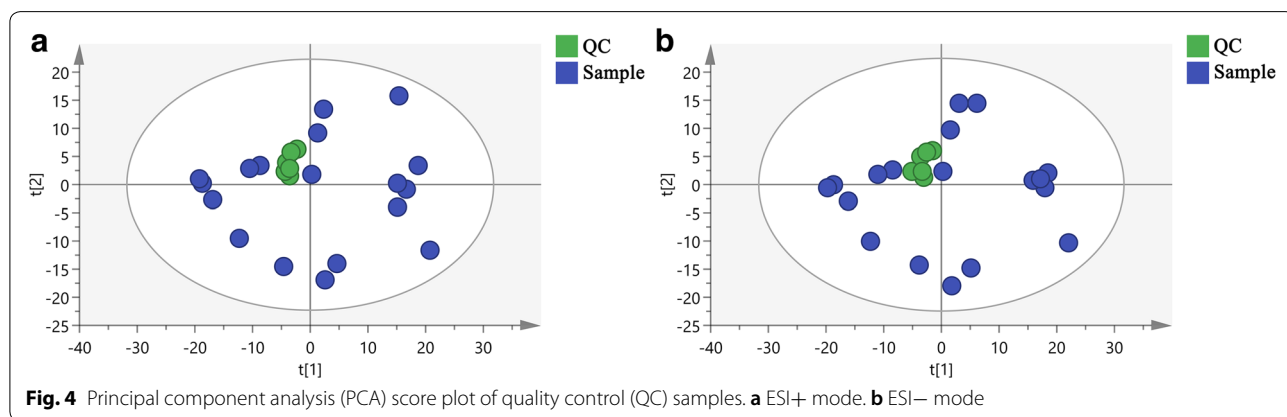 a
QC
Sample
20
15
10
5
0
-5
-10
-15
-20
-25
t[2]
-40 -30 -20 -10 0 10 20 30
t[1]
b
QC
Sample
20
15
10
5
0
-5
-10
-15
-20
-25
t[2]
-40 -30 -20 -10 0 10 20 30
t[1]
Fig. 4 Principal component analysis (PCA) score plot of quality control (QC) samples. a ESI+ mode. b ESI− mode